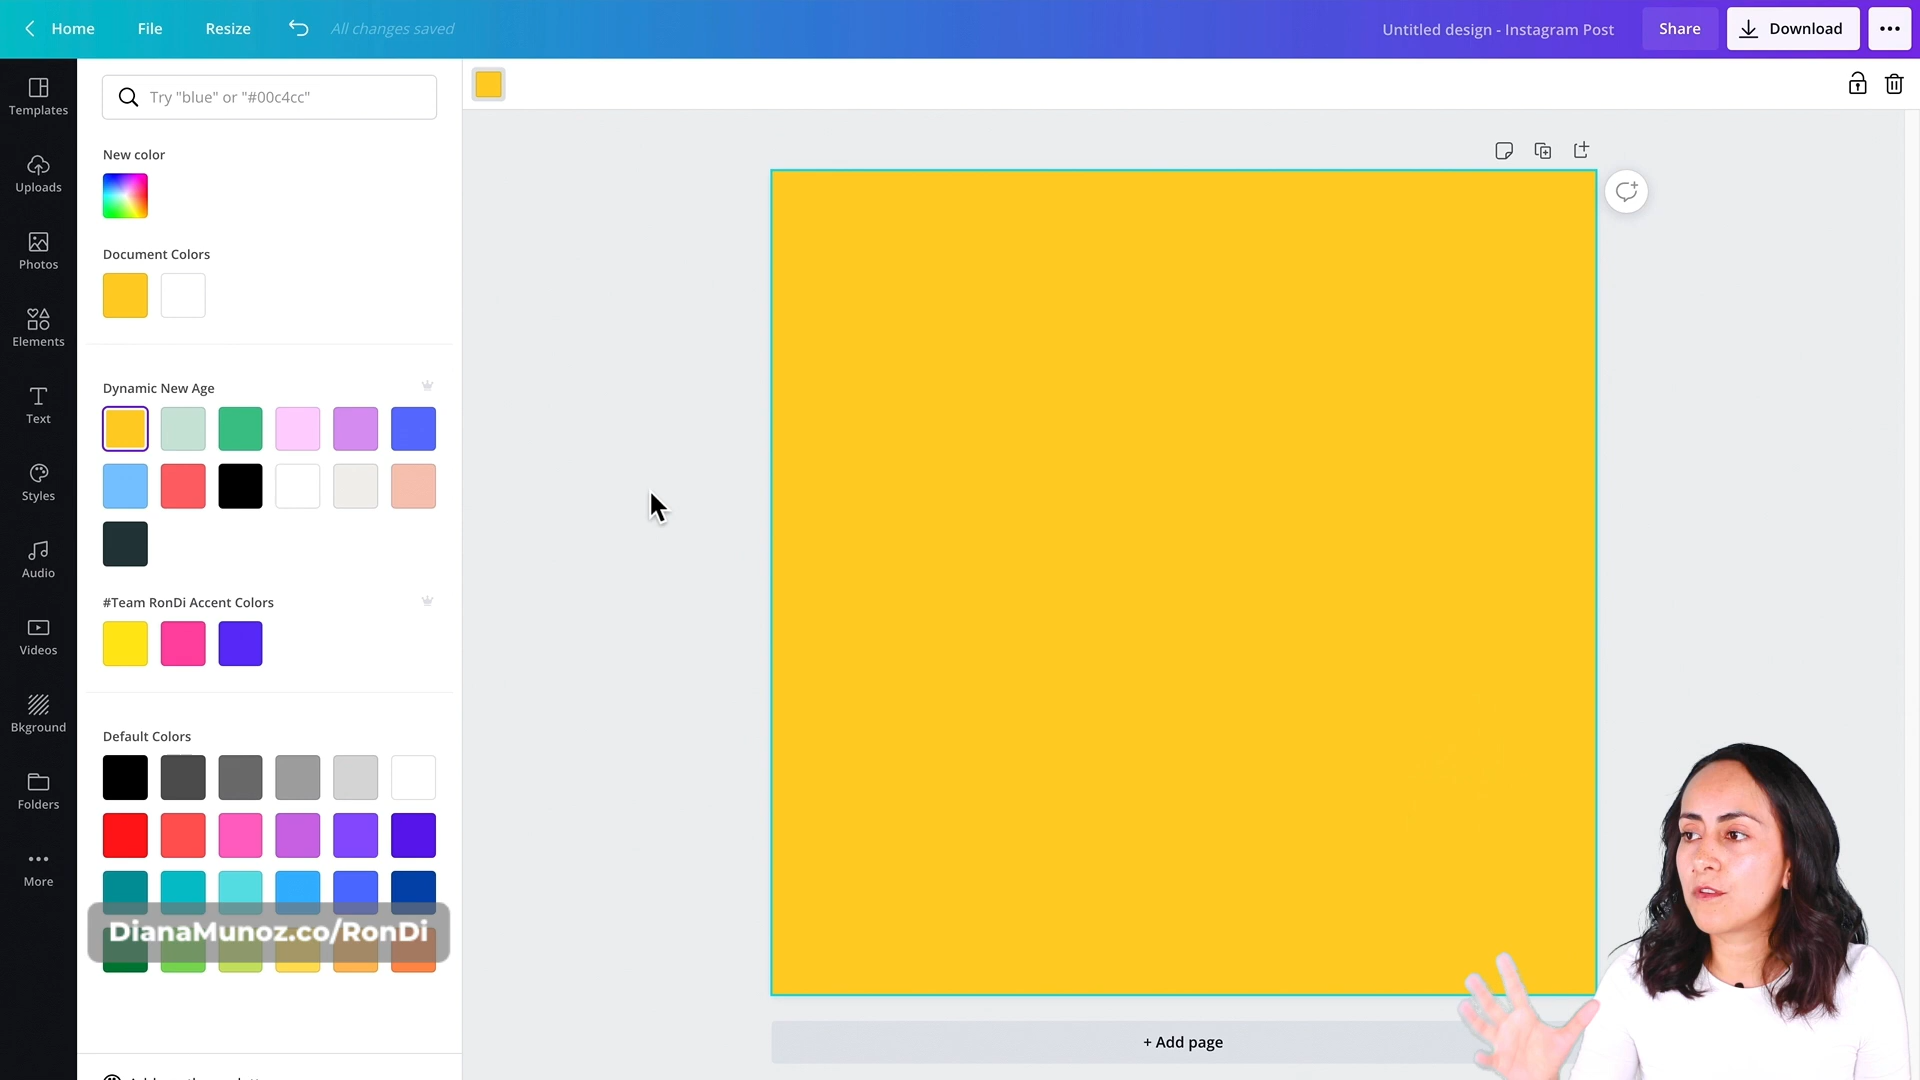 Home
File
Resize
All changes saved
Untitled design - Instagram Post
Share
Download
Templates
Uploads
Photos
Elements
Text
Styles
Audio
Videos
Bkground
Folders
More
Try "blue" or "#00c4cc"
New color
Document Colors
Dynamic New Age
#Team RonDi Accent Colors
Default Colors
DianaMunoz.co/RonDi
+ Add page